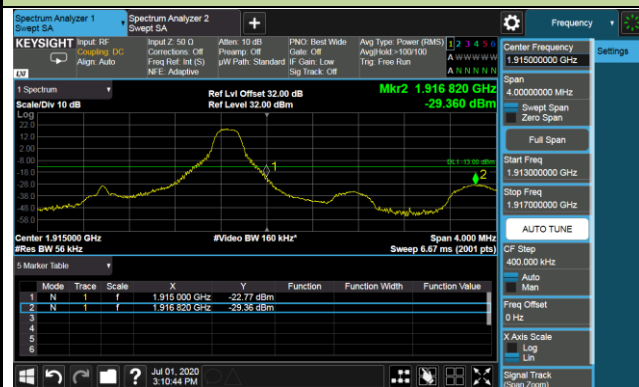 Spectrum Analyzer 1
Swept SA
Spectrum Analyzer 2
Swept SA
+
Frequency
KEYSIGHT
Input: RF
Coupling: DC
Align: Auto
Input Z: 50 Ω
Corrections: Off
Freq Ref: Int (S)
NFE: Adaptive
Atten: 10 dB
Preamp: Off
µW Path: Standard
PNO: Best Wide
Gate: Off
IF Gain: Low
Sig Track: Off
Avg Type: Power (RMS)
Avg|Hold:>100/100
Trig: Free Run
1 2 3 4 5 6
A W W W W W
A N N N N N
LXI
1 Spectrum
Scale/Div 10 dB
Ref Lvl Offset 32.00 dB
Ref Level 32.00 dBm
Mkr2 1.916 820 GHz
-29.360 dBm
Log
22.0
12.0
2.00
-8.00
-18.0
-28.0
-38.0
-48.0
-58.0
DL1 -13.00 dBm
1
2
Center 1.915000 GHz
#Res BW 56 kHz
#Video BW 160 kHz*
Span 4.000 MHz
Sweep 6.67 ms (2001 pts)
5 Marker Table
Mode Trace Scale X Y Function Function Width Function Value
1 N 1 f 1.915 000 GHz -22.77 dBm
2 N 1 f 1.916 820 GHz -29.36 dBm
3
4
5
6
?
Jul 01, 2020
3:10:44 PM
Center Frequency
1.915000000 GHz
Settings
Span
4.00000000 MHz
Swept Span
Zero Span
Full Span
Start Freq
1.913000000 GHz
Stop Freq
1.917000000 GHz
AUTO TUNE
CF Step
400.000 kHz
Auto
Man
Freq Offset
0 Hz
X Axis Scale
Log
Lin
Signal Track
(Span Zoom)